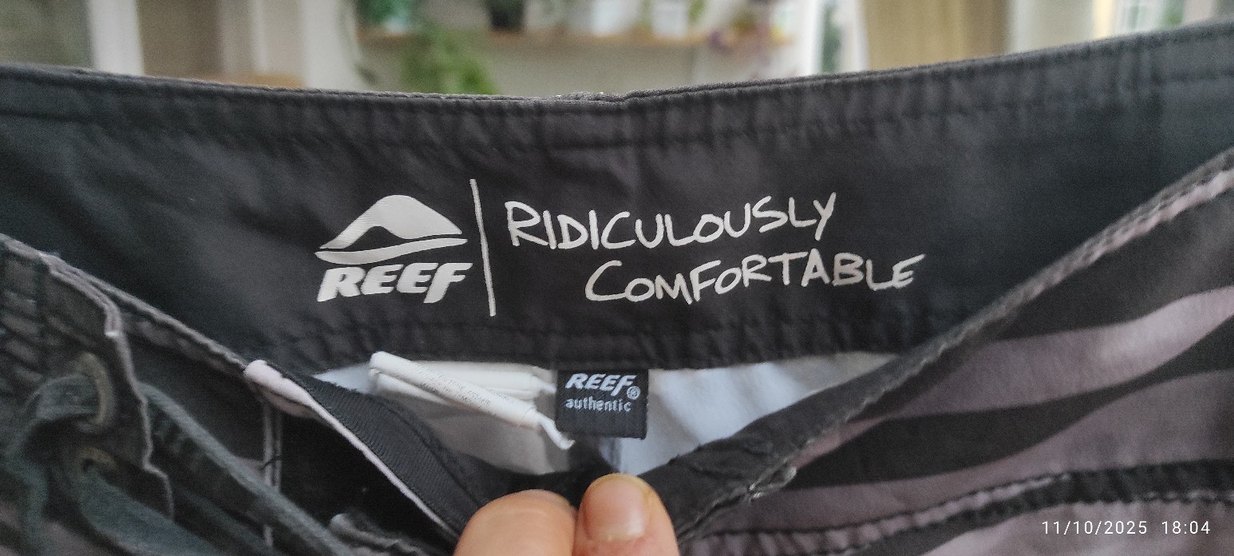 REEF
RIDICULOUSLY
COMFORTABLE
REEF®
authentic
11/10/2025 18:04